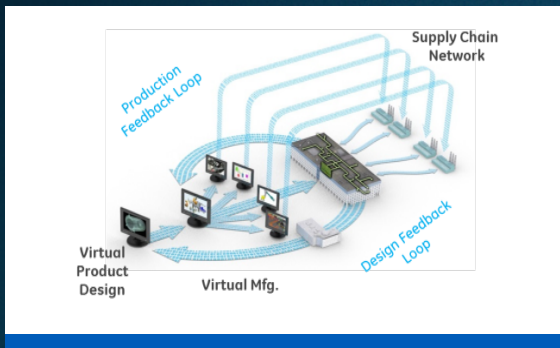 Supply Chain
Network
Production
Feedback Loop
Design Feedback
Loop
Virtual
Product
Design
Virtual Mfg.